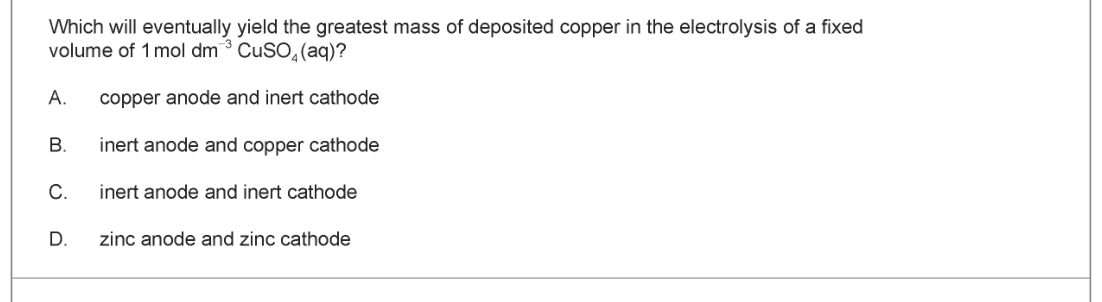 Which will eventually yield the greatest mass of deposited copper in the electrolysis of a fixed
volume of 1 mol dm⁻³ CuSO₄(aq)?
A. copper anode and inert cathode
B. inert anode and copper cathode
C. inert anode and inert cathode
D. zinc anode and zinc cathode